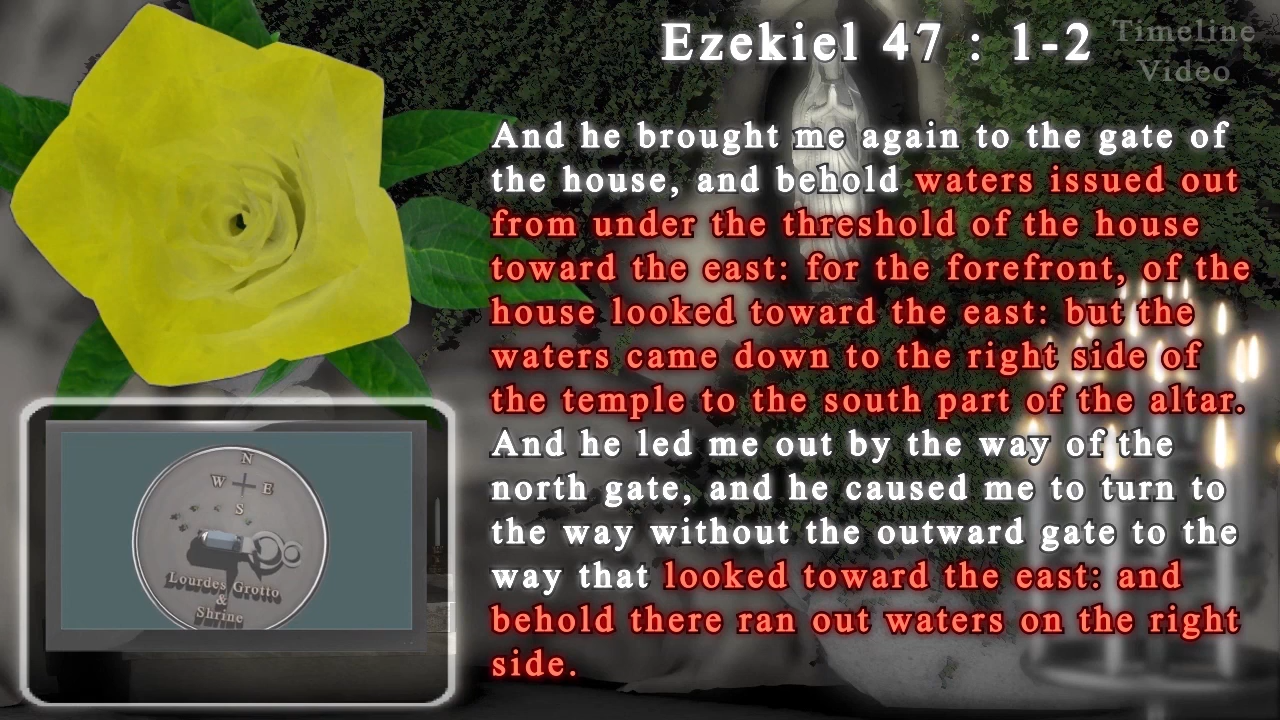 Ezekiel 47 : 1-2
Timeline
Video
And he brought me again to the gate of
the house, and behold waters issued out
from under the threshold of the house
toward the east: for the forefront, of the
house looked toward the east: but the
waters came down to the right side of
the temple to the south part of the altar.
And he led me out by the way of the
north gate, and he caused me to turn to
the way without the outward gate to the
way that looked toward the east: and
behold there ran out waters on the right
side.
N
W E
S
Lourdes Grotto
&
Shrine